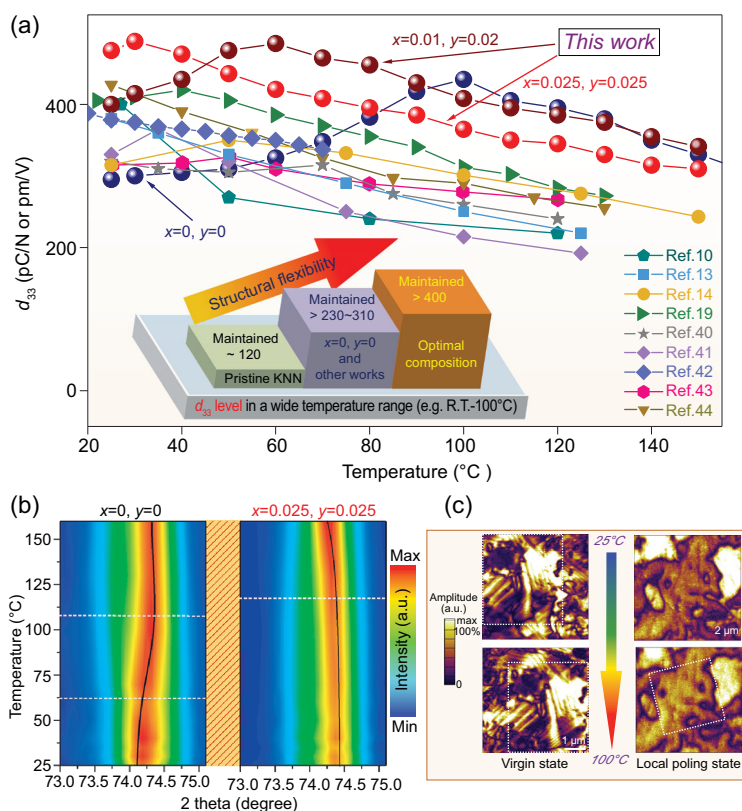 (a)
d33 (pC/N or pm/V)
400
200
0
x=0.01, y=0.02
This work
x=0.025, y=0.025
x=0, y=0
Ref.10
Ref.13
Ref.14
Ref.19
Ref.40
Ref.41
Ref.42
Ref.43
Ref.44
Structural flexibility
Maintained
~ 120
Pristine KNN
Maintained
> 230~310
x=0, y=0
and
other works
Maintained
> 400
Optimal
composition
d33 level in a wide temperature range (e.g. R.T.-100°C)
20 40 60 80 100 120 140
Temperature (°C )
(b)
x=0, y=0
x=0.025, y=0.025
Temperature (°C)
150
125
100
75
50
25
73.0 73.5 74.0 74.5 75.0
73.0 73.5 74.0 74.5 75.0
2 theta (degree)
Max
Intensity (a.u.)
Min
(c)
Amplitude
(a.u.)
max
100%
0
25°C
100°C
2 μm
1 μm
Virgin state
Local poling state